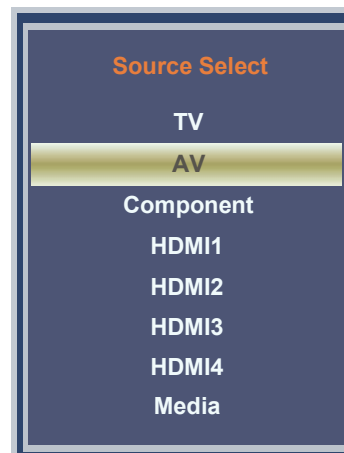 Source Select
TV
AV
Component
HDMI1
HDMI2
HDMI3
HDMI4
Media